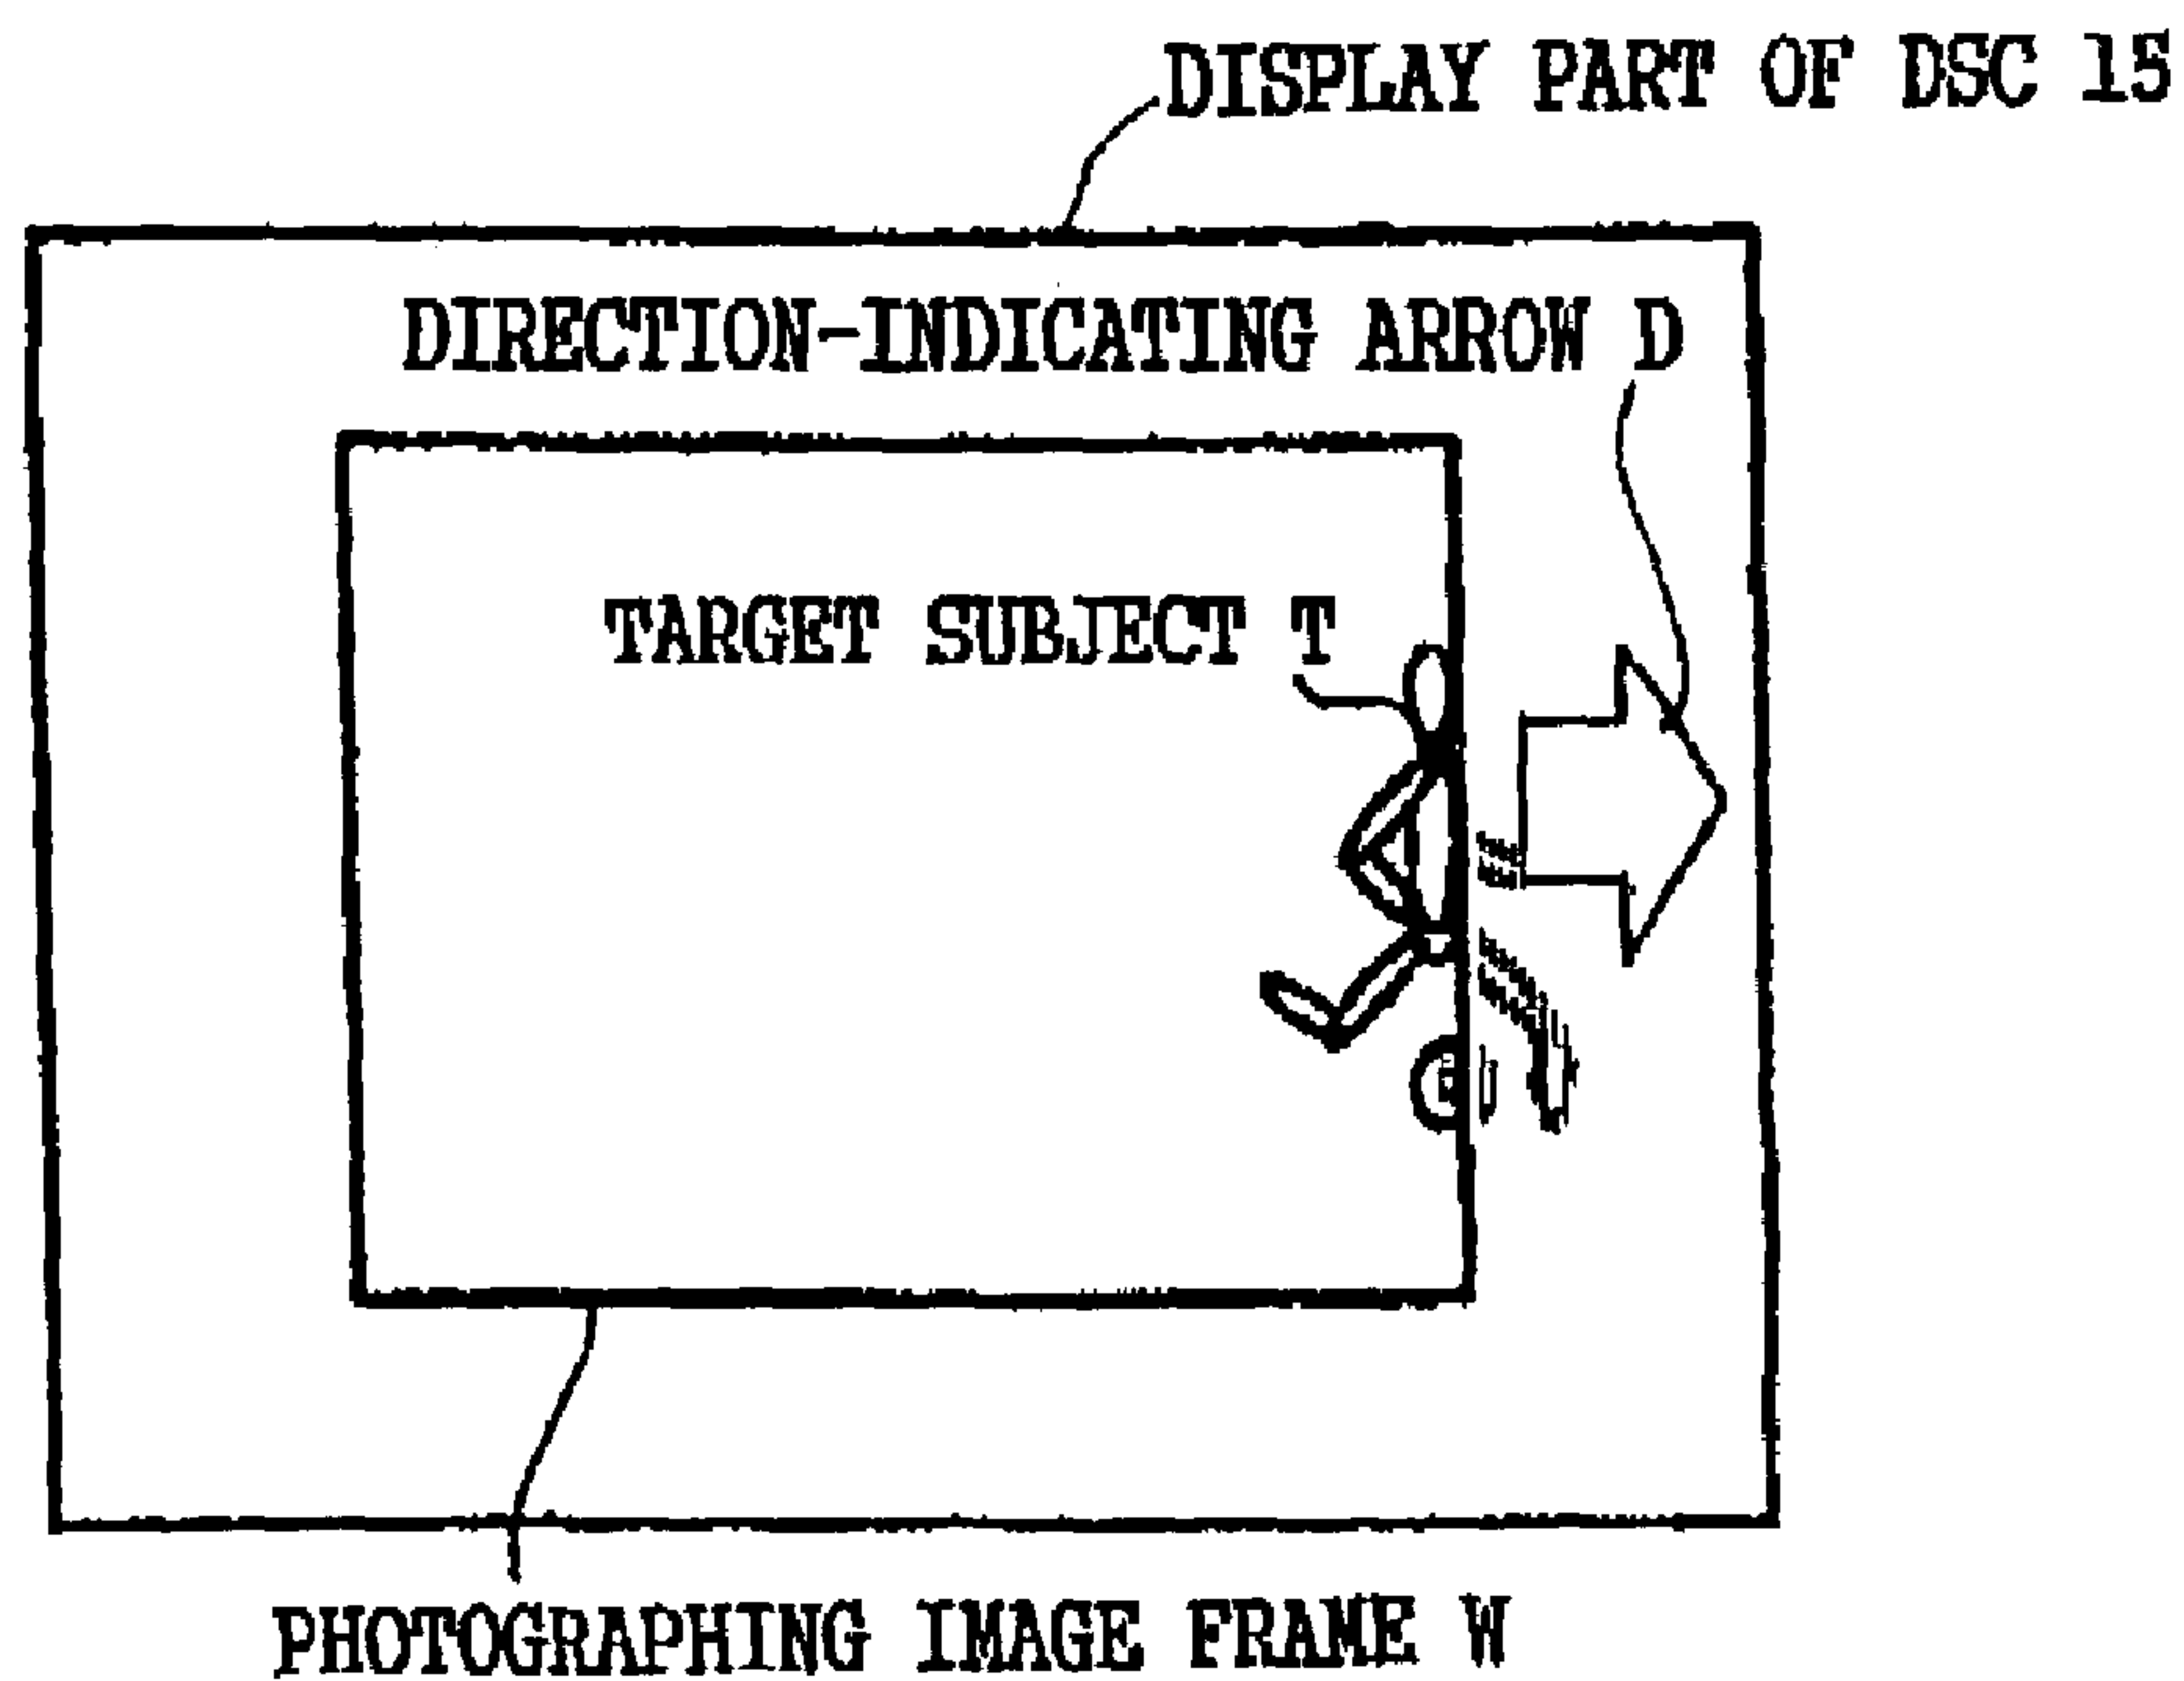 DISPLAY PART OF DSC 15
DIRECTION-INDICATING ARROW D
TARGET SUBJECT T
PHOTOGRAPHING IMAGE FRAME W